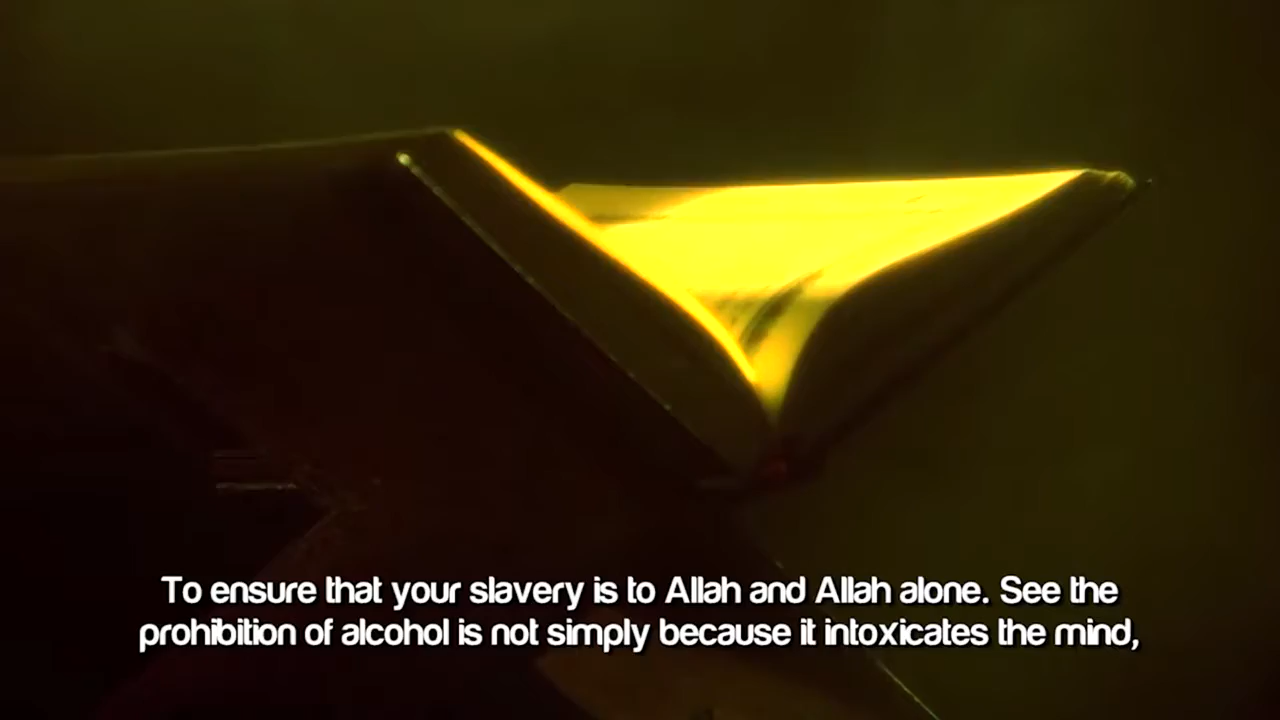 To ensure that your slavery is to Allah and Allah alone. See the
prohibition of alcohol is not simply because it intoxicates the mind,